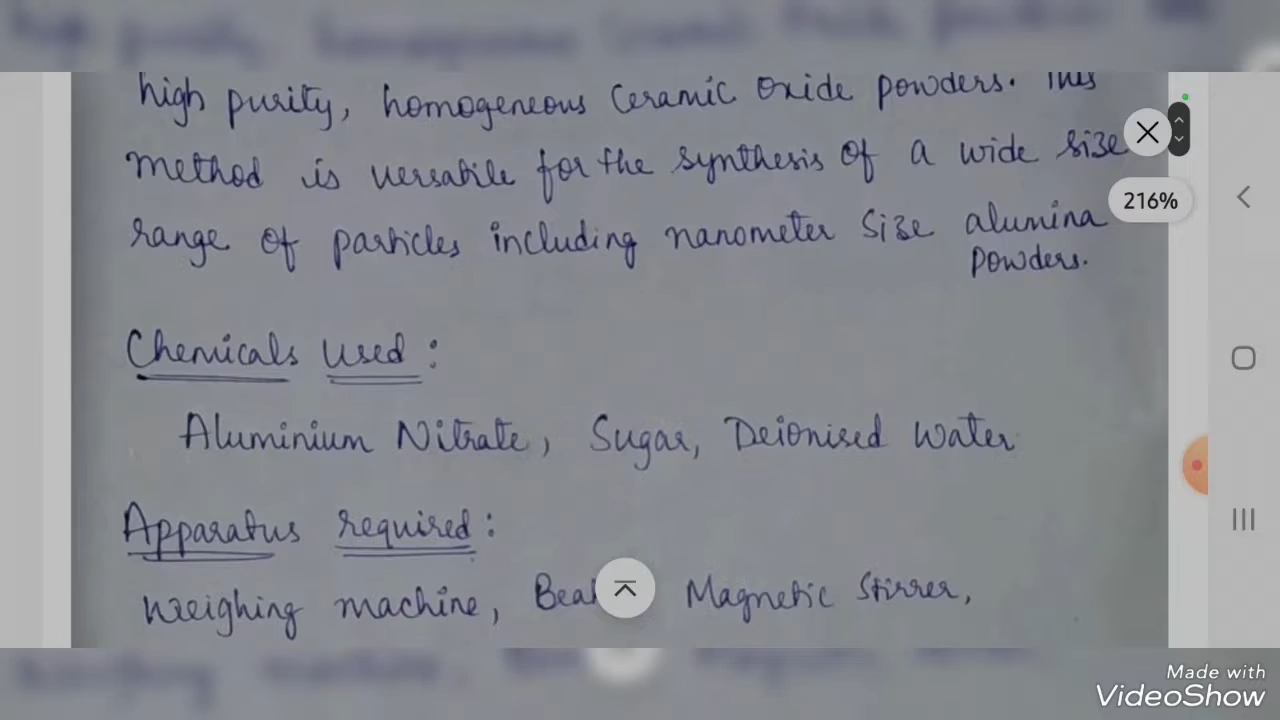 high purity, homogeneous Ceramic Oxide powders. This
method is versatile for the synthesis of a wide size
range of particles including nanometer size alumina
powders.
216%
Chemicals used:
Aluminium Nitrate, Sugar, Deionised Water
Apparatus required:
Weighing machine, Magnetic Stirrer,
Made with
VideoShow